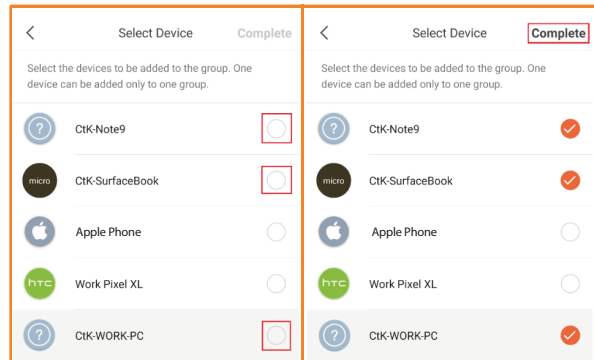 Select Device Complete
Select the devices to be added to the group. One
device can be added only to one group.
? CtK-Note9
micro CtK-SurfaceBook
Apple Phone
hTC Work Pixel XL
? CtK-WORK-PC
Select Device Complete
Select the devices to be added to the group. One
device can be added only to one group.
? CtK-Note9
micro CtK-SurfaceBook
Apple Phone
hTC Work Pixel XL
? CtK-WORK-PC